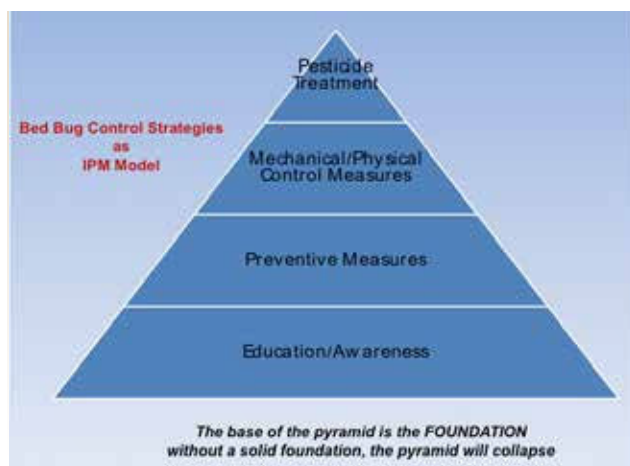 Pesticide
Treatment
Bed Bug Control Strategies
as
IPM Model
Mechanical/Physical
Control Measures
Preventive Measures
Education/Awareness
The base of the pyramid is the FOUNDATION
without a solid foundation, the pyramid will collapse